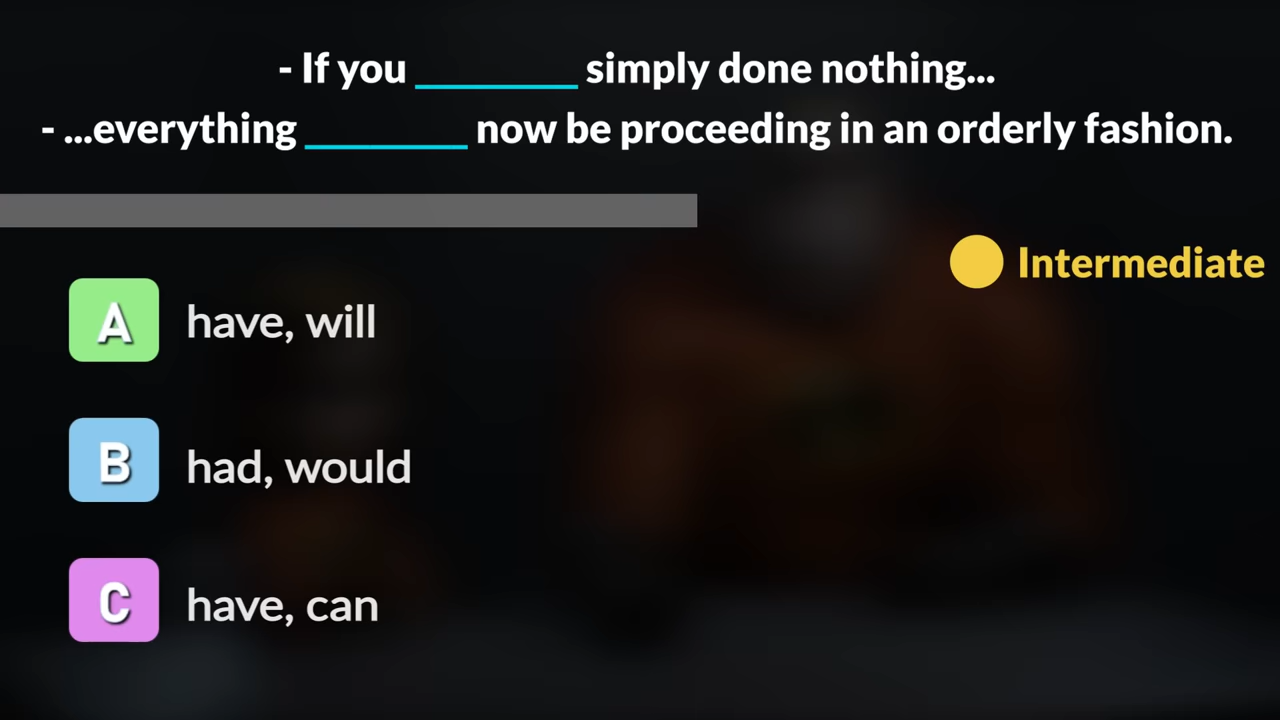 - If you ________ simply done nothing...
- ...everything ________ now be proceeding in an orderly fashion.
Intermediate
A have, will
B had, would
C have, can